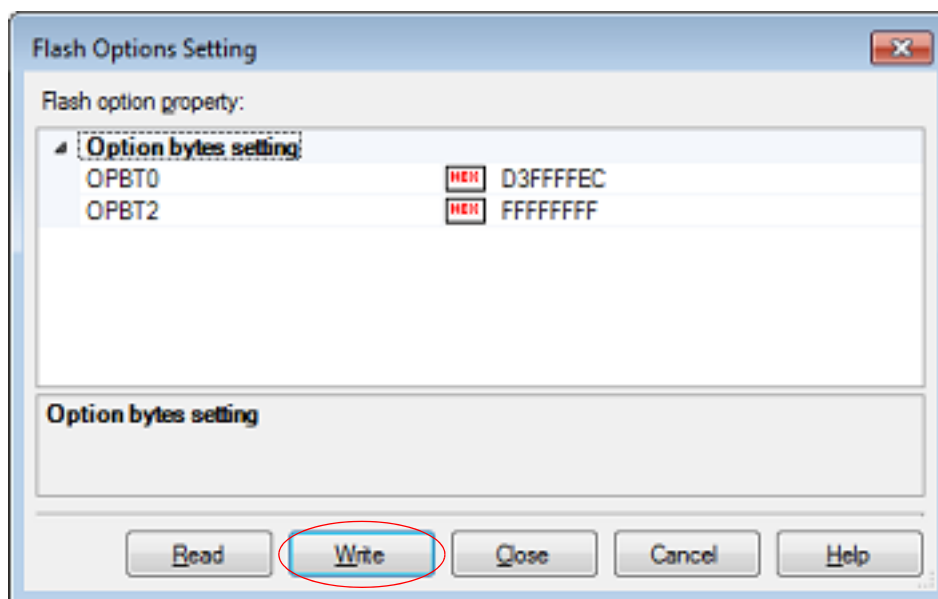 Flash Options Setting
Flash option property:
Option bytes setting
OPBT0 HEX D3FFFFEC
OPBT2 HEX FFFFFFFF
Option bytes setting
Read Write Close Cancel Help